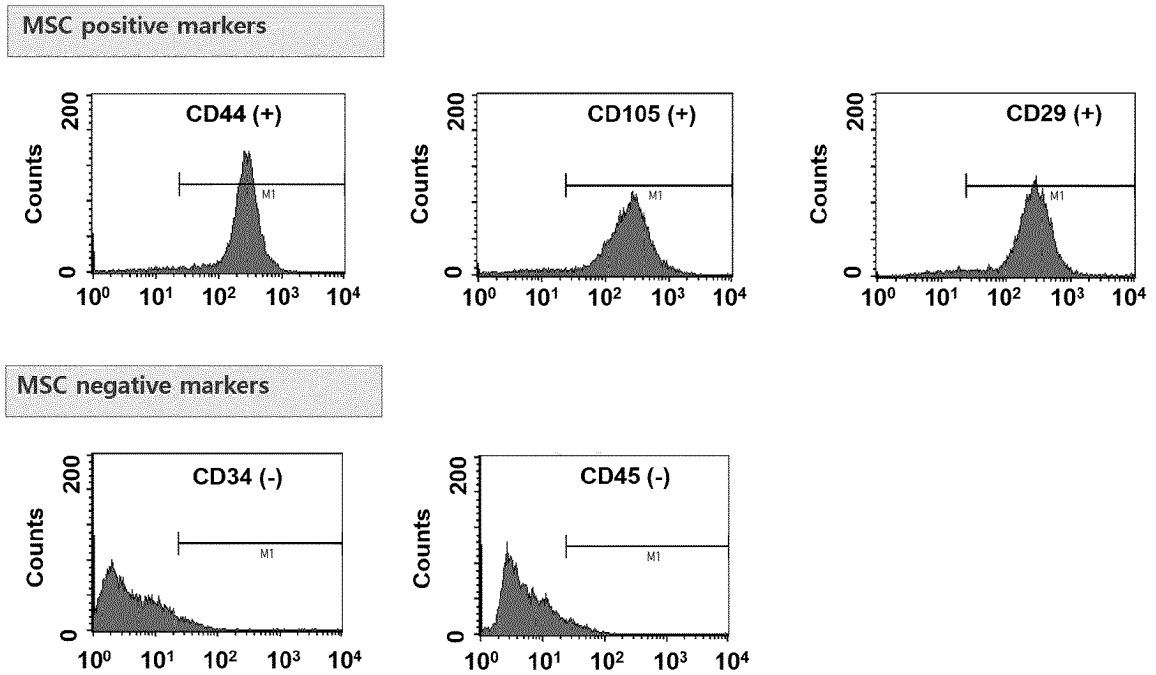 MSC positive markers
CD44 (+)
CD105 (+)
CD29 (+)
200
Counts
0
M1
10⁰ 10¹ 10² 10³ 10⁴
200
Counts
0
M1
10⁰ 10¹ 10² 10³ 10⁴
200
Counts
0
M1
10⁰ 10¹ 10² 10³ 10⁴
MSC negative markers
CD34 (-)
CD45 (-)
200
Counts
0
M1
10⁰ 10¹ 10² 10³ 10⁴
200
Counts
0
M1
10⁰ 10¹ 10² 10³ 10⁴